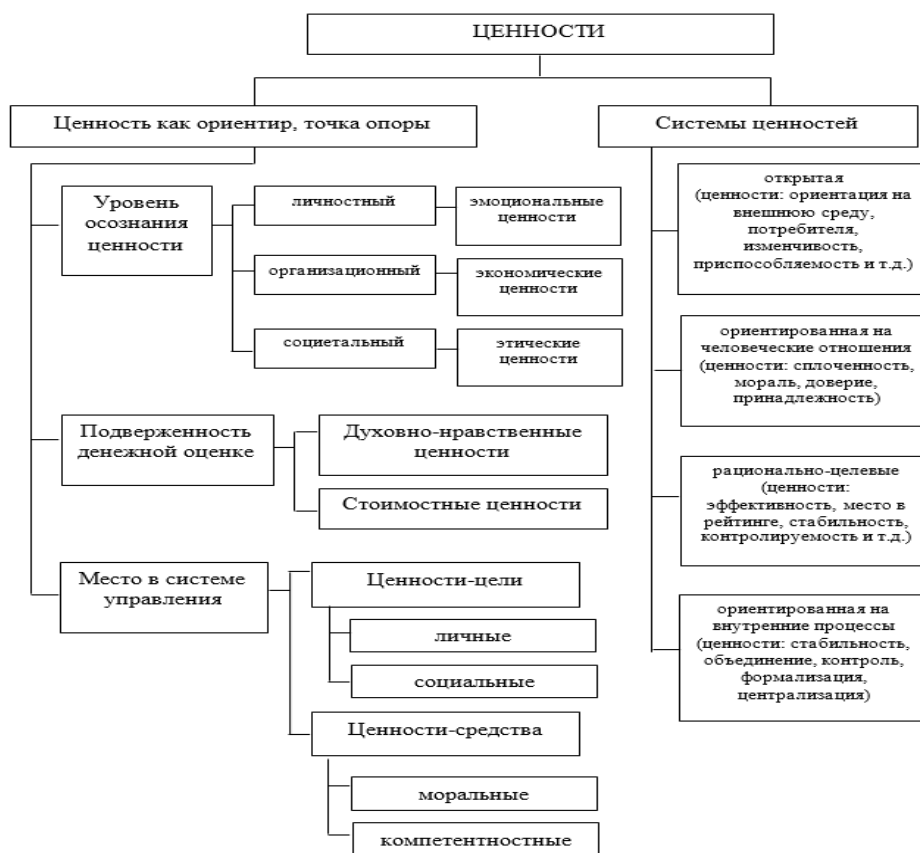 ЦЕННОСТИ
Ценность как ориентир, точка опоры
Уровень
осознания
ценности
личностный
эмоциональные
ценности
организационный
экономические
ценности
социетальный
этические
ценности
Подверженность
денежной оценке
Духовно-нравственные
ценности
Стоимостные ценности
Место в системе
управления
Ценности-цели
личные
социальные
Ценности-средства
моральные
компетентностные
Системы ценностей
открытая
(ценности: ориентация на
внешнюю среду,
потребителя,
изменчивость,
приспособляемость и т.д.)
ориентированная на
человеческие отношения
(ценности: сплоченность,
мораль, доверие,
принадлежность)
рационально-целевые
(ценности:
эффективность, место в
рейтинге, стабильность,
контролируемость и т.д.)
ориентированная на
внутренние процессы
(ценности: стабильность,
объединение, контроль,
формализация,
централизация)